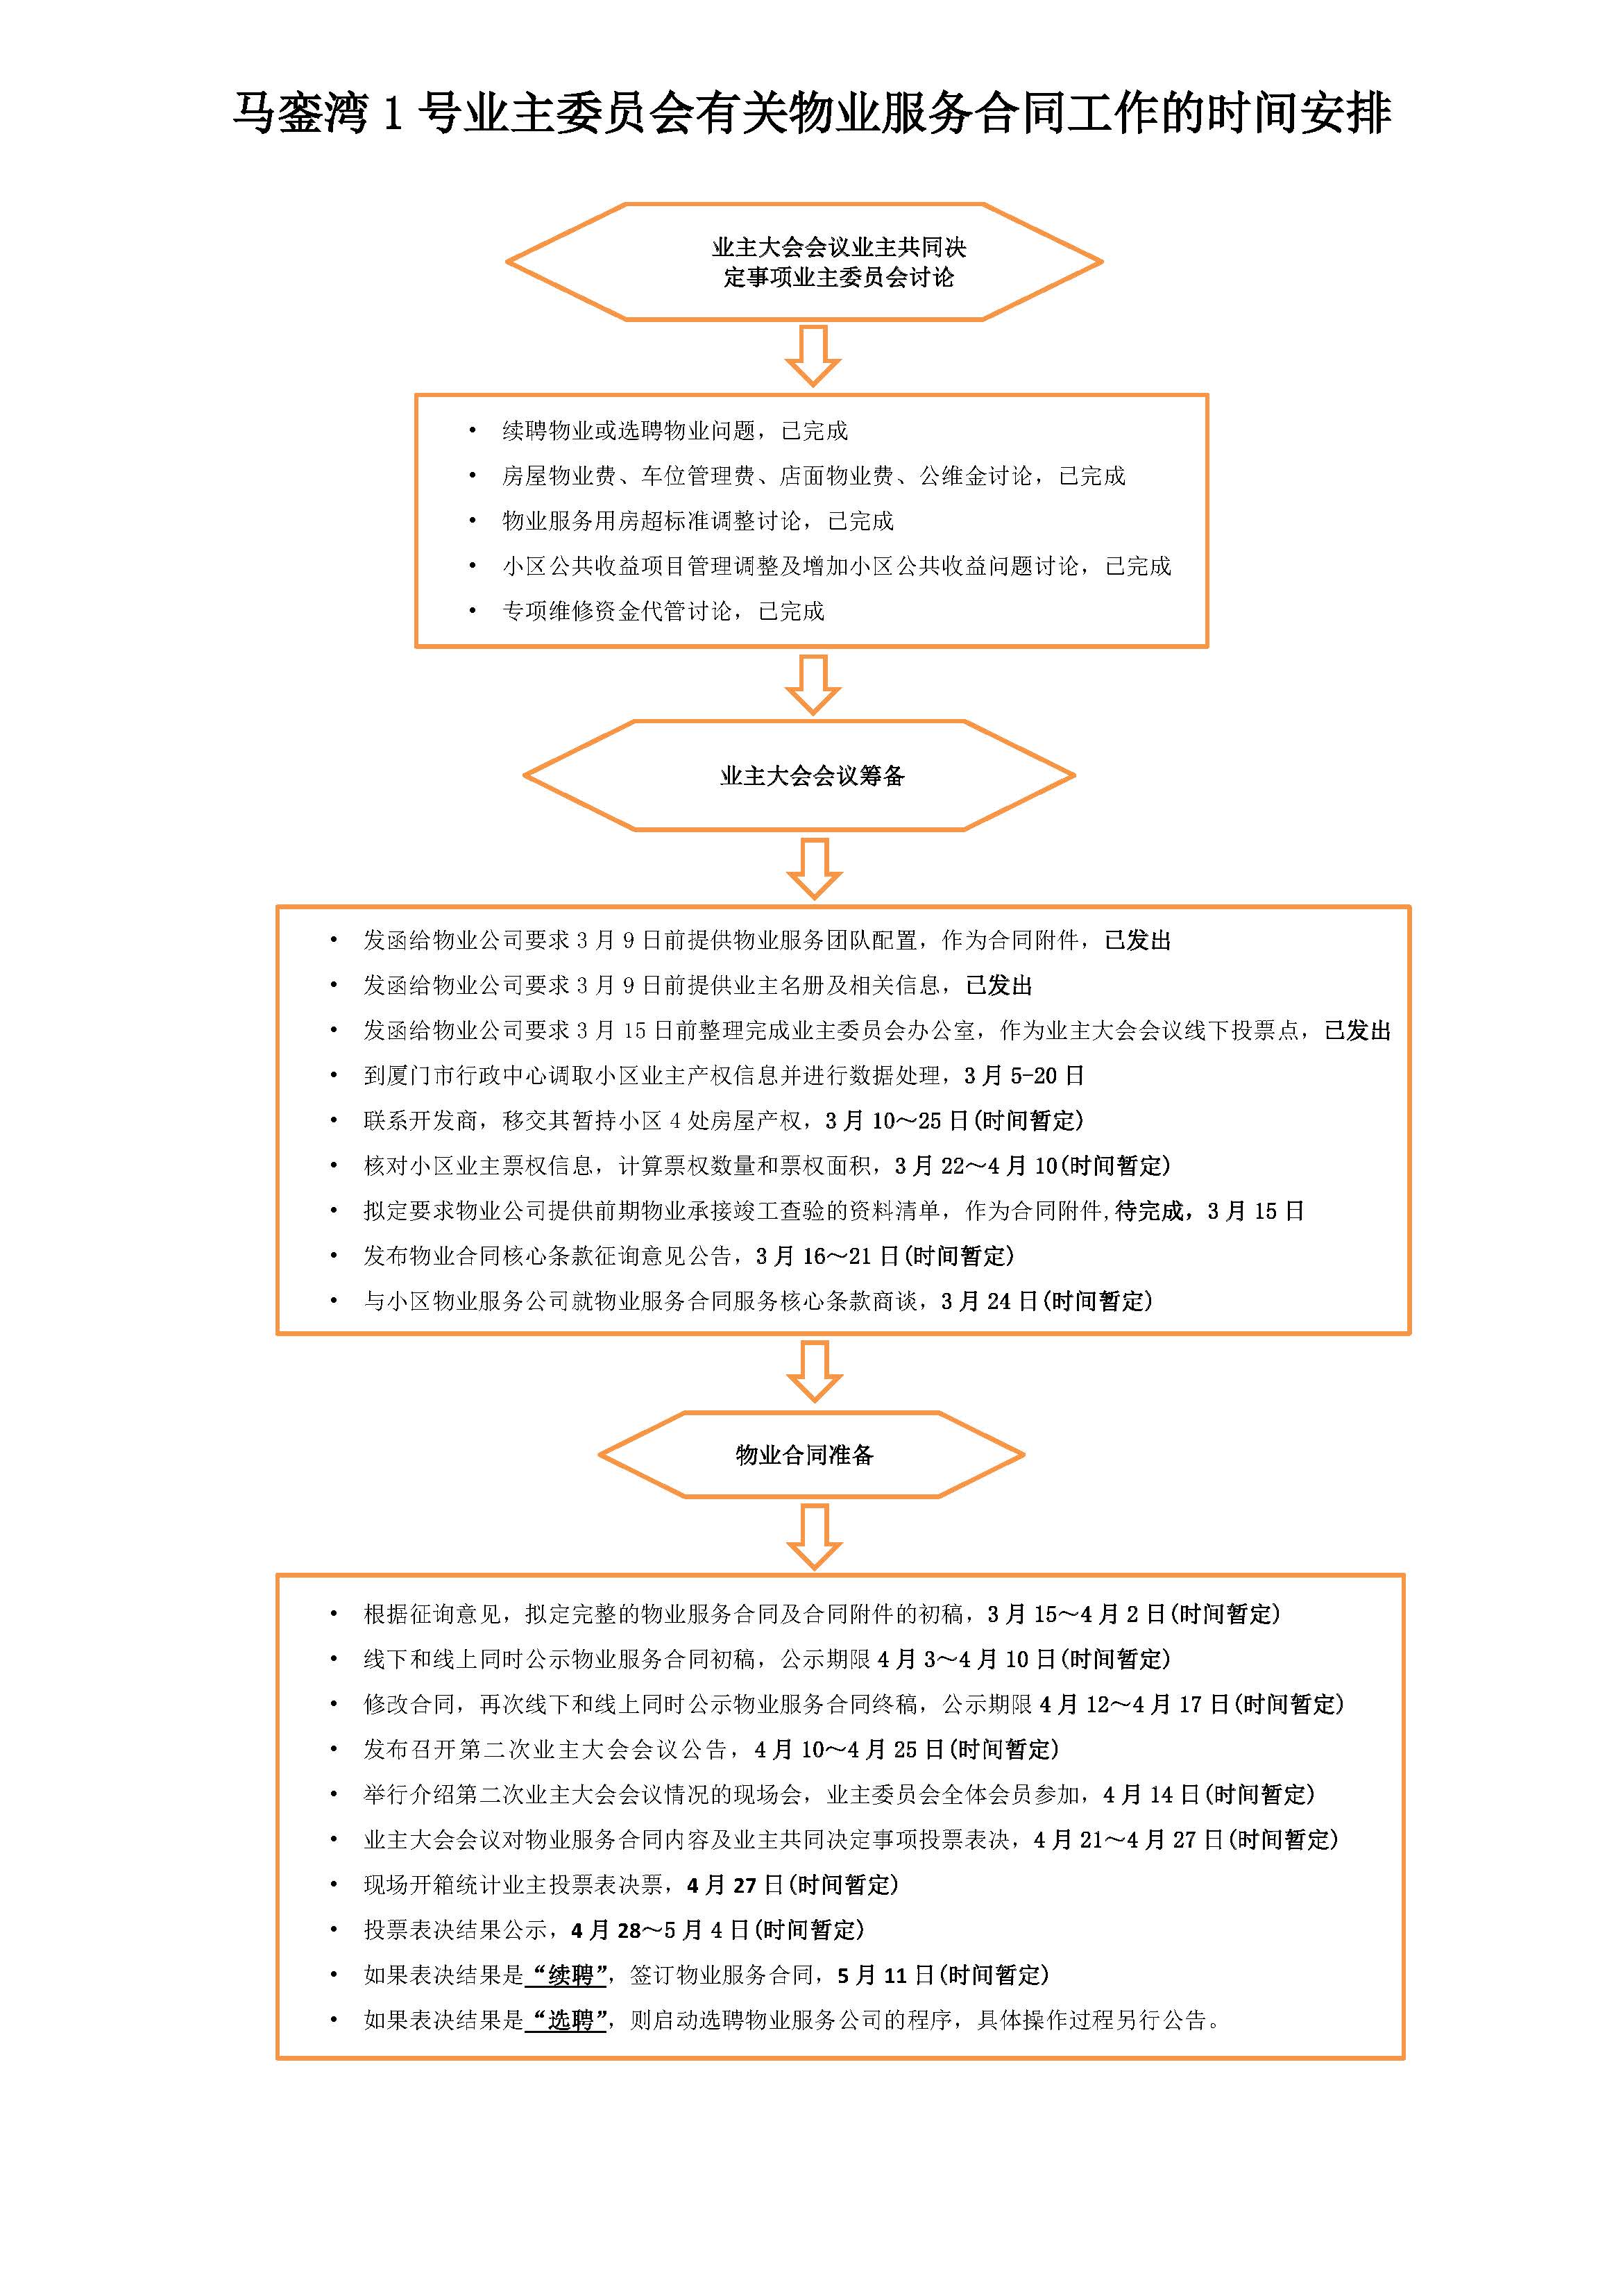 马銮湾 1 号业主委员会有关物业服务合同工作的时间安排
业主大会会议业主共同决
定事项业主委员会讨论
• 续聘物业或选聘物业问题，已完成
• 房屋物业费、车位管理费、店面物业费、公维金讨论，已完成
• 物业服务用房超标准调整讨论，已完成
• 小区公共收益项目管理调整及增加小区公共收益问题讨论，已完成
• 专项维修资金代管讨论，已完成
业主大会会议筹备
• 发函给物业公司要求 3 月 9 日前提供物业服务团队配置，作为合同附件，已发出
• 发函给物业公司要求 3 月 9 日前提供业主名册及相关信息，已发出
• 发函给物业公司要求 3 月 15 日前整理完成业主委员会办公室，作为业主大会会议线下投票点，已发出
• 到厦门市行政中心调取小区业主产权信息并进行数据处理，3 月 5-20 日
• 联系开发商，移交其暂持小区 4 处房屋产权，3 月 10～25 日(时间暂定)
• 核对小区业主票权信息，计算票权数量和票权面积，3 月 22～4 月 10(时间暂定)
• 拟定要求物业公司提供前期物业承接竣工查验的资料清单，作为合同附件,待完成，3 月 15 日
• 发布物业合同核心条款征询意见公告，3 月 16～21 日(时间暂定)
• 与小区物业服务公司就物业服务合同服务核心条款商谈，3 月 24 日(时间暂定)
物业合同准备
• 根据征询意见，拟定完整的物业服务合同及合同附件的初稿，3 月 15～4 月 2 日(时间暂定)
• 线下和线上同时公示物业服务合同初稿，公示期限 4 月 3～4 月 10 日(时间暂定)
• 修改合同，再次线下和线上同时公示物业服务合同终稿，公示期限 4 月 12～4 月 17 日(时间暂定)
• 发布召开第二次业主大会会议公告，4 月 10～4 月 25 日(时间暂定)
• 举行介绍第二次业主大会会议情况的现场会，业主委员会全体会员参加，4 月 14 日(时间暂定)
• 业主大会会议对物业服务合同内容及业主共同决定事项投票表决，4 月 21～4 月 27 日(时间暂定)
• 现场开箱统计业主投票表决票，4 月 27 日(时间暂定)
• 投票表决结果公示，4 月 28～5 月 4 日(时间暂定)
• 如果表决结果是“续聘”，签订物业服务合同，5 月 11 日(时间暂定)
• 如果表决结果是“选聘”，则启动选聘物业服务公司的程序，具体操作过程另行公告。